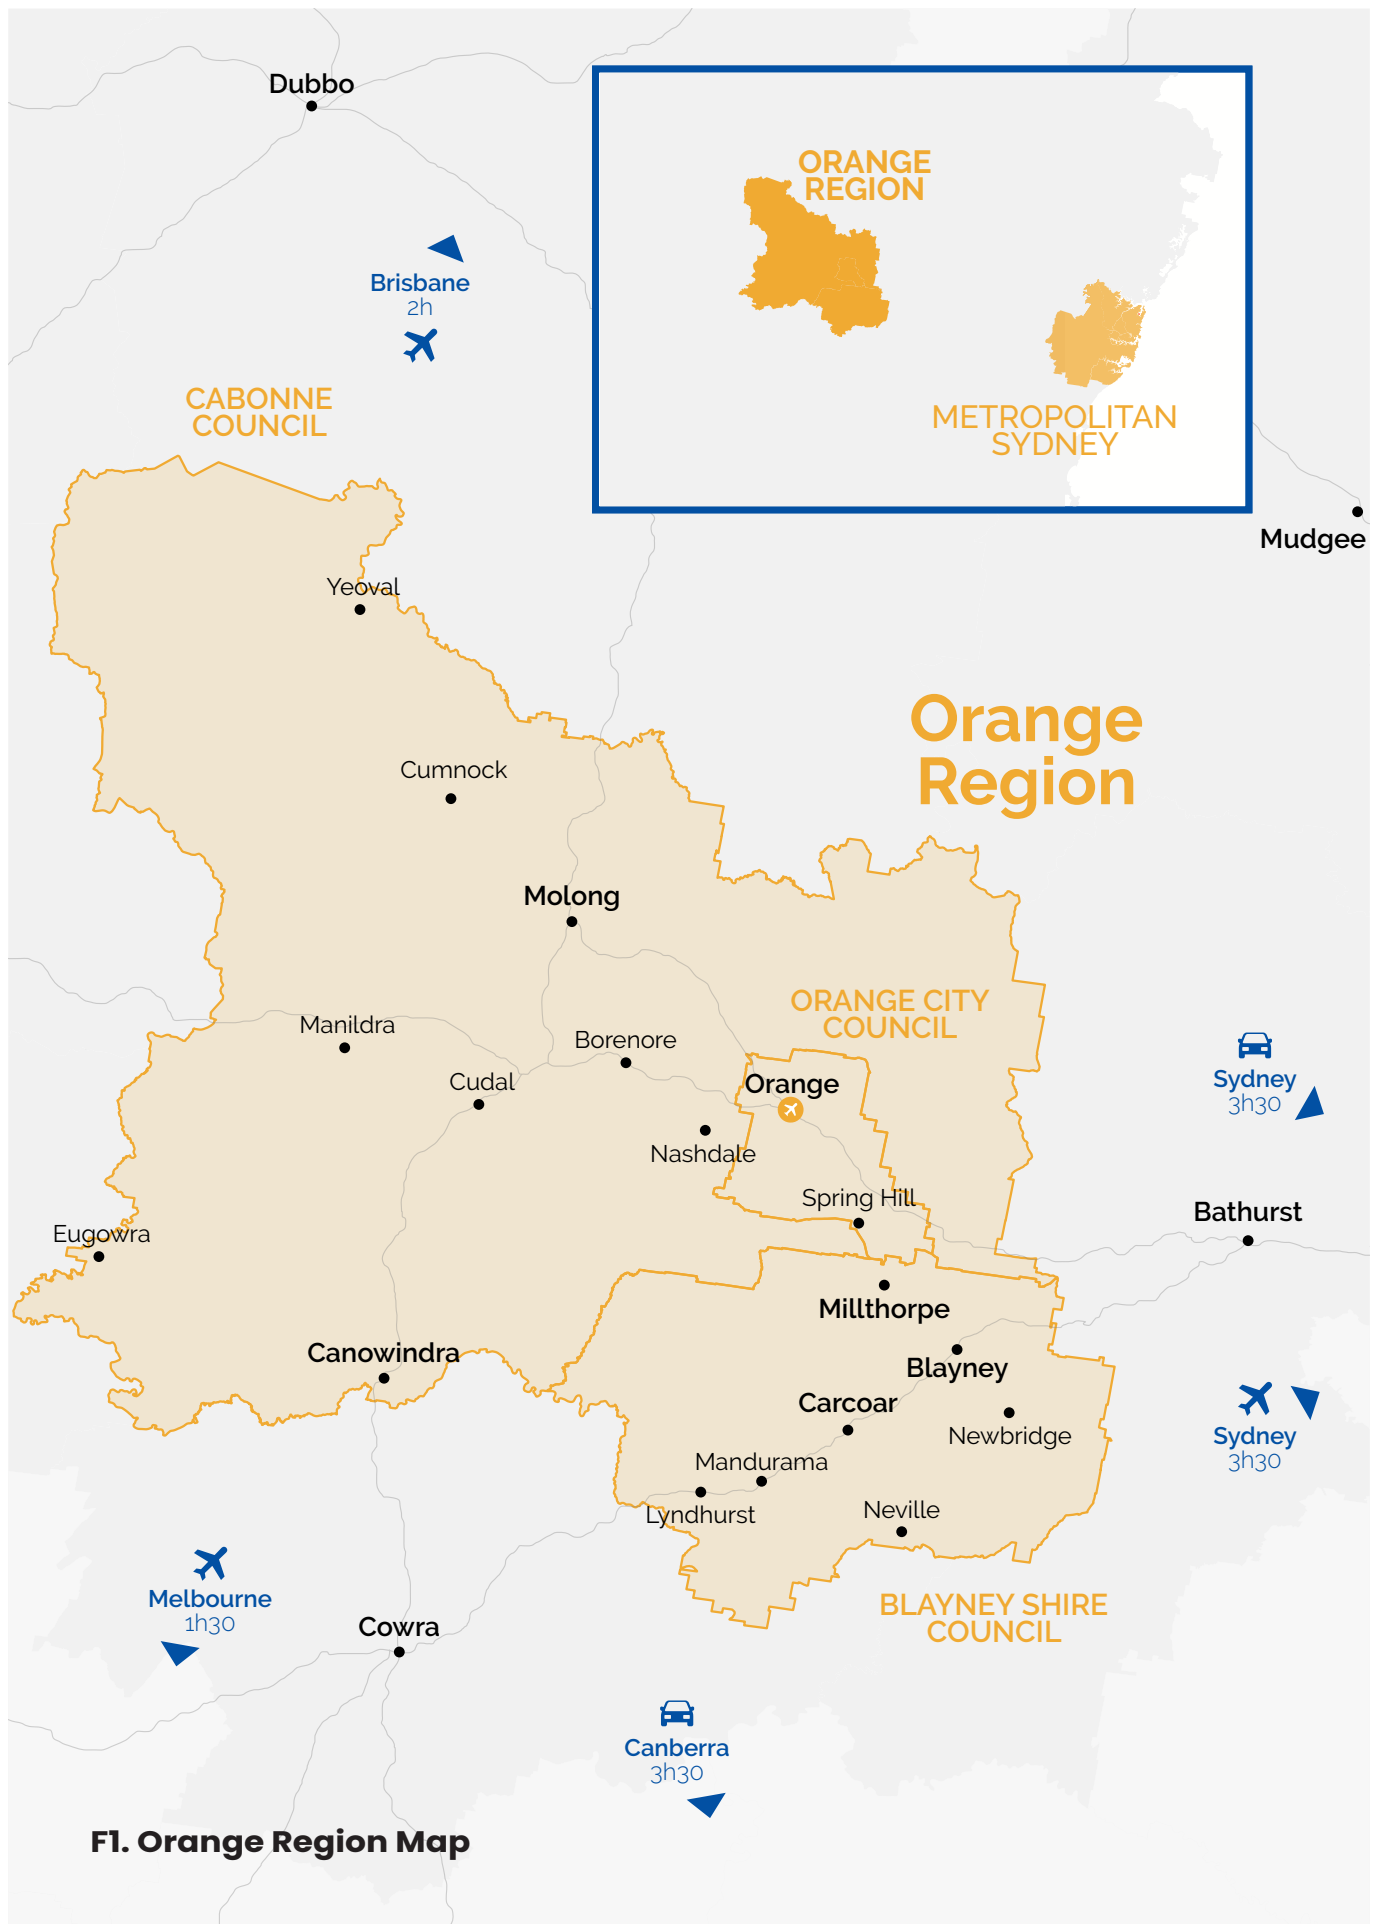 Dubbo
ORANGE
REGION
Brisbane
2h
CABONNE
COUNCIL
METROPOLITAN
SYDNEY
Mudgee
Yeoval
Orange
Region
Cumnock
Molong
ORANGE CITY
COUNCIL
Manildra
Borenore
Cudal
Orange
Sydney
3h30
Nashdale
Spring Hill
Bathurst
Eugowra
Millthorpe
Canowindra
Blayney
Carcoar
Newbridge
Sydney
3h30
Mandurama
Lyndhurst
Neville
Melbourne
1h30
BLAYNEY SHIRE
COUNCIL
Cowra
Canberra
3h30
F1. Orange Region Map